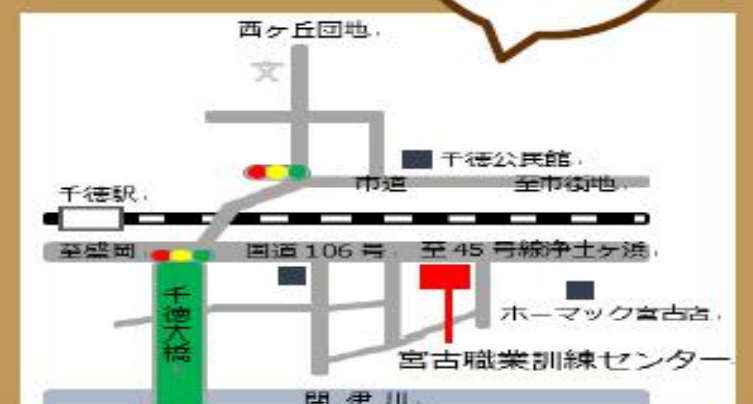 西ヶ丘団地
文
千徳公民館
千徳駅
市道 至市街地
至盛岡 国道106号 至45号線浄土ヶ浜
千徳大橋
ホーマック宮古店
宮古職業訓練センター
閉伊川